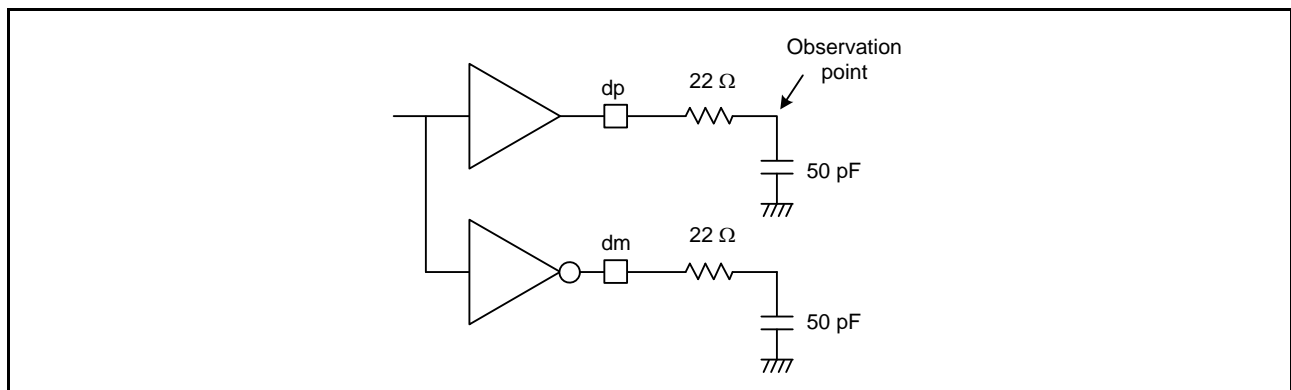 Observation
point
dp
22 Ω
50 pF
dm
22 Ω
50 pF